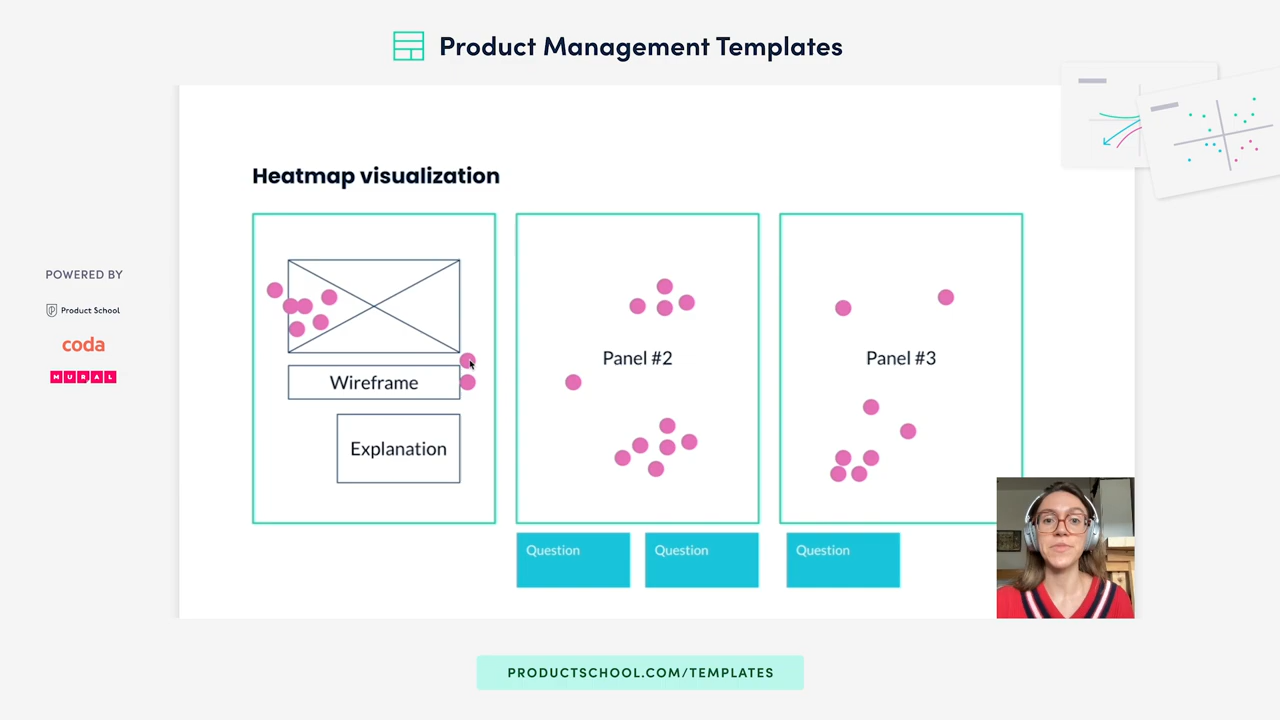 Product Management Templates
Heatmap visualization
POWERED BY
Product School
coda
MURAL
Wireframe
Explanation
Panel #2
Panel #3
Question
Question
Question
PRODUCTSCHOOL.COM/TEMPLATES